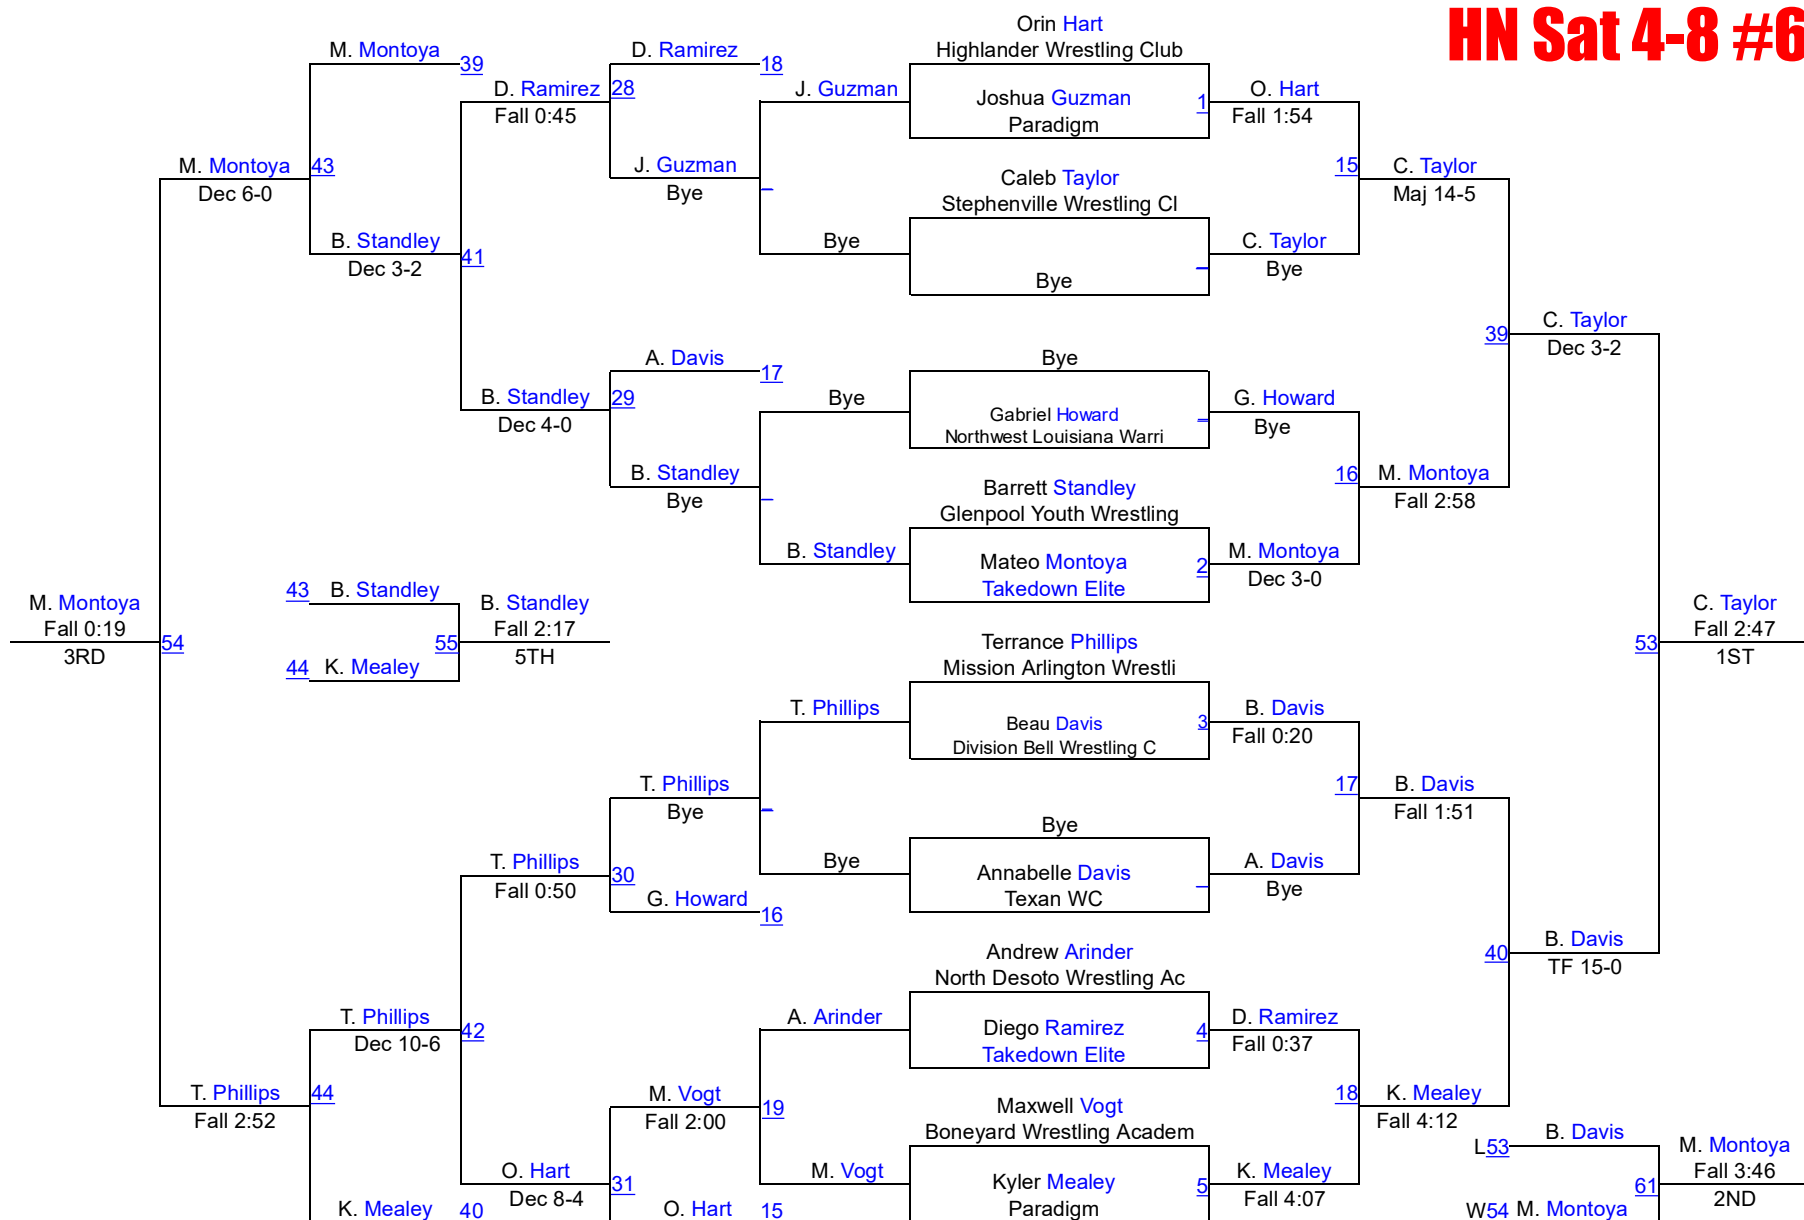 HN Sat 4-8 #6
Orin Hart
Highlander Wrestling Club
M. Montoya
39
D. Ramirez
18
D. Ramirez
28
Fall 0:45
J. Guzman
Joshua Guzman
Paradigm
1
O. Hart
Fall 1:54
M. Montoya
43
Dec 6-0
J. Guzman
Bye
Caleb Taylor
Stephenville Wrestling Cl
15
C. Taylor
Maj 14-5
B. Standley
Dec 3-2
41
Bye
Bye
C. Taylor
Bye
C. Taylor
Dec 3-2
39
A. Davis
17
Bye
B. Standley
29
Dec 4-0
Bye
Gabriel Howard
Northwest Louisiana Warri
G. Howard
Bye
B. Standley
Bye
Barrett Standley
Glenpool Youth Wrestling
16
M. Montoya
Fall 2:58
B. Standley
Mateo Montoya
Takedown Elite
2
M. Montoya
Dec 3-0
43 B. Standley
M. Montoya
Fall 0:19
3RD
54
B. Standley
Fall 2:17
5TH
55
44 K. Mealey
C. Taylor
Fall 2:47
1ST
53
Terrance Phillips
Mission Arlington Wrestli
T. Phillips
Beau Davis
Division Bell Wrestling C
3
B. Davis
Fall 0:20
T. Phillips
Bye
17
B. Davis
Fall 1:51
Bye
T. Phillips
Fall 0:50
30
Bye
Annabelle Davis
Texan WC
A. Davis
Bye
G. Howard
16
Andrew Arinder
North Desoto Wrestling Ac
40
B. Davis
TF 15-0
T. Phillips
Dec 10-6
42
A. Arinder
Diego Ramirez
Takedown Elite
4
D. Ramirez
Fall 0:37
T. Phillips
Fall 2:52
44
M. Vogt
Fall 2:00
19
Maxwell Vogt
Boneyard Wrestling Academ
18
K. Mealey
Fall 4:12
L53
B. Davis
M. Montoya
Fall 3:46
2ND
61
O. Hart
Dec 8-4
31
M. Vogt
Kyler Mealey
Paradigm
5
K. Mealey
Fall 4:07
K. Mealey 40
O. Hart 15
W54 M. Montoya